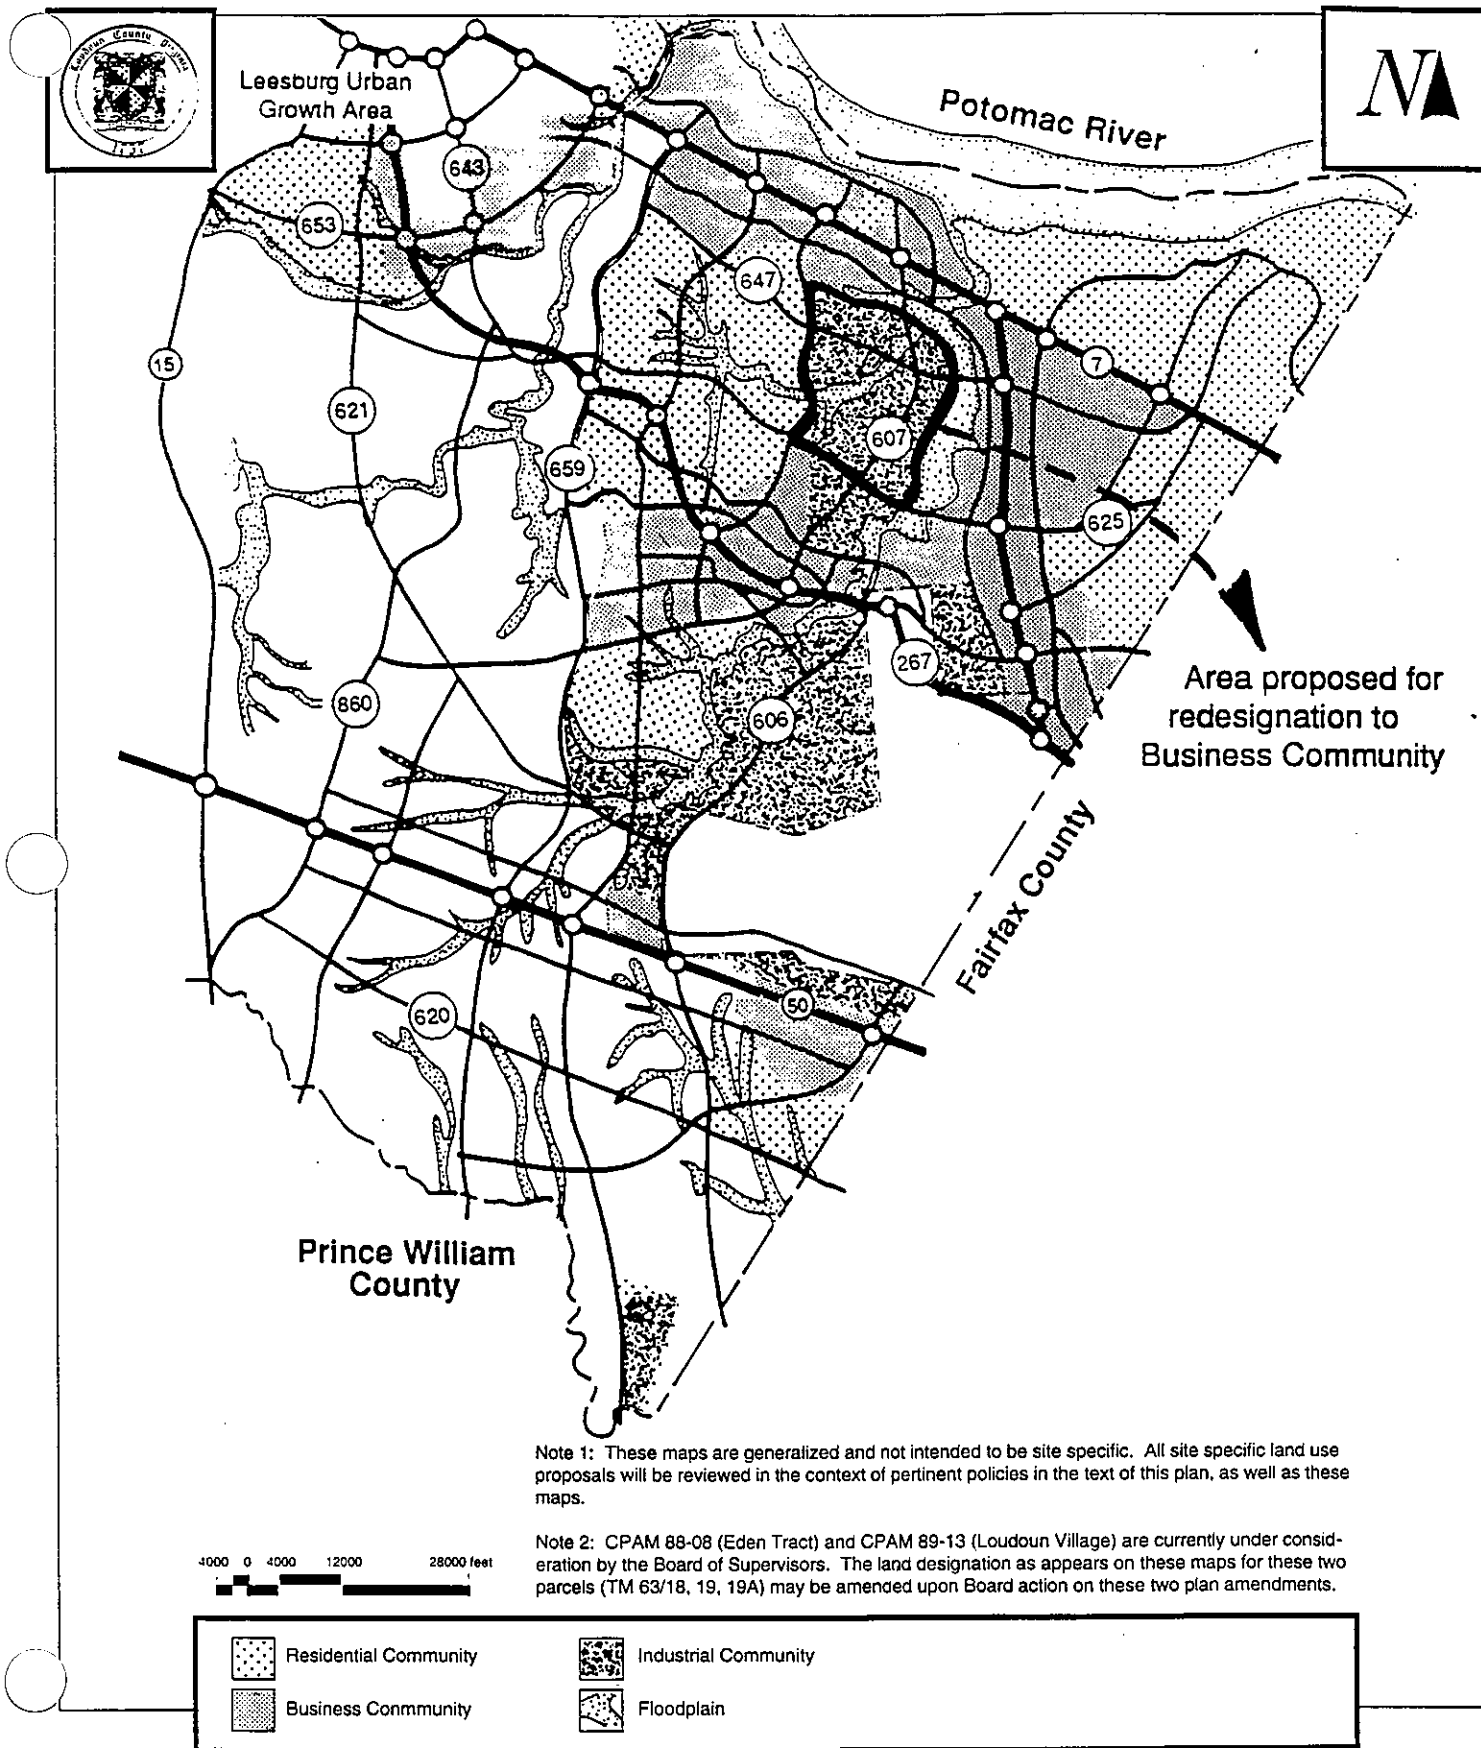 Loudoun County Virginia
1757
N
Leesburg Urban
Growth Area
Potomac River
643
653
647
15
7
621
607
659
625
267
Area proposed for
redesignation to
Business Community
860
606
Fairfax County
50
620
Prince William
County
Note 1: These maps are generalized and not intended to be site specific. All site specific land use
proposals will be reviewed in the context of pertinent policies in the text of this plan, as well as these
maps.
Note 2: CPAM 88-08 (Eden Tract) and CPAM 89-13 (Loudoun Village) are currently under consid-
eration by the Board of Supervisors. The land designation as appears on these maps for these two
parcels (TM 63/18, 19, 19A) may be amended upon Board action on these two plan amendments.
4000 0 4000 12000 28000 feet
Residential Community
Industrial Community
Business Conmmunity
Floodplain